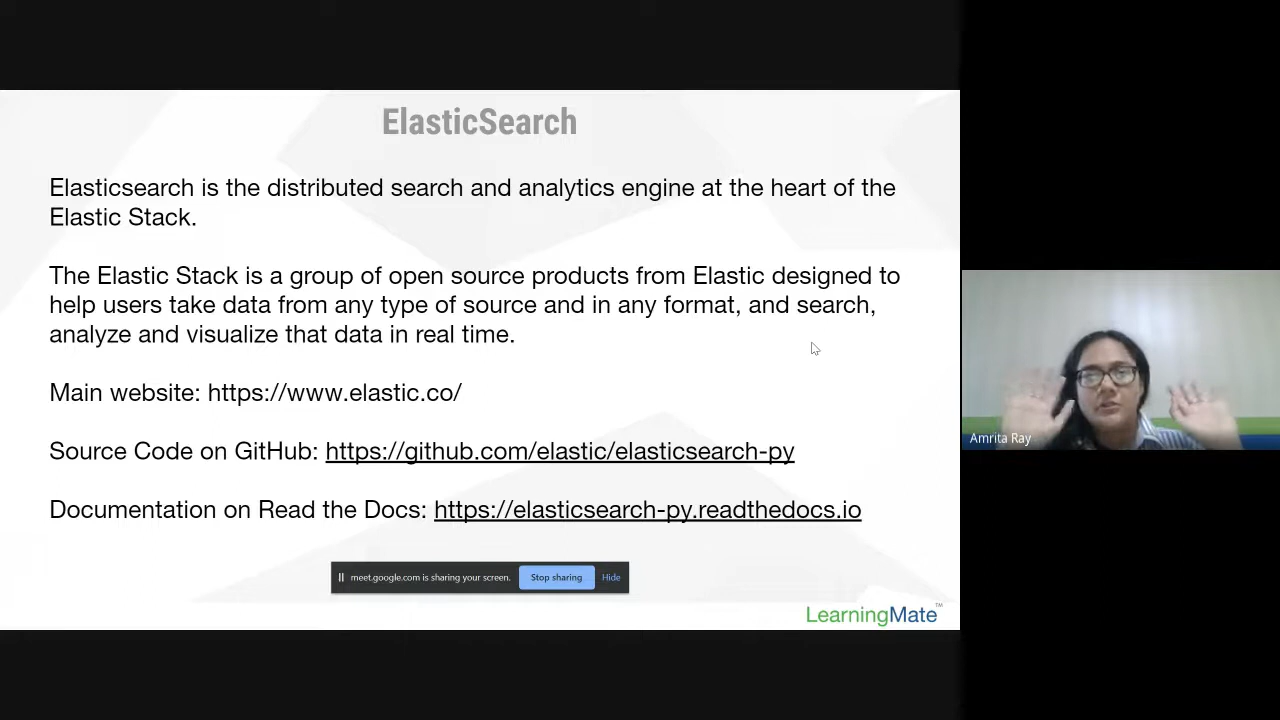 ElasticSearch
Elasticsearch is the distributed search and analytics engine at the heart of the
Elastic Stack.
The Elastic Stack is a group of open source products from Elastic designed to
help users take data from any type of source and in any format, and search,
analyze and visualize that data in real time.
Main website: https://www.elastic.co/
Source Code on GitHub: https://github.com/elastic/elasticsearch-py
Documentation on Read the Docs: https://elasticsearch-py.readthedocs.io
meet.google.com is sharing your screen. Stop sharing Hide
LearningMate™
Amrita Ray